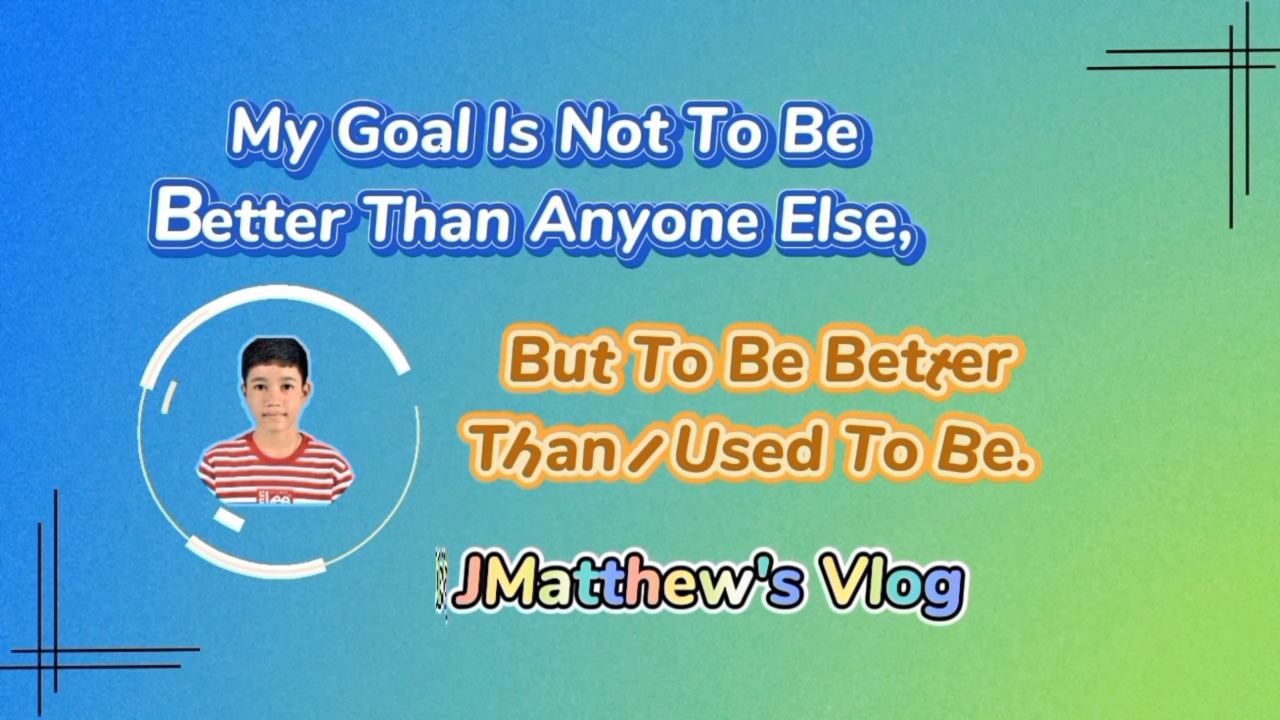 My Goal Is Not To Be
Better Than Anyone Else,
But To Be Better
Than I Used To Be.
Lee
JMatthew's Vlog